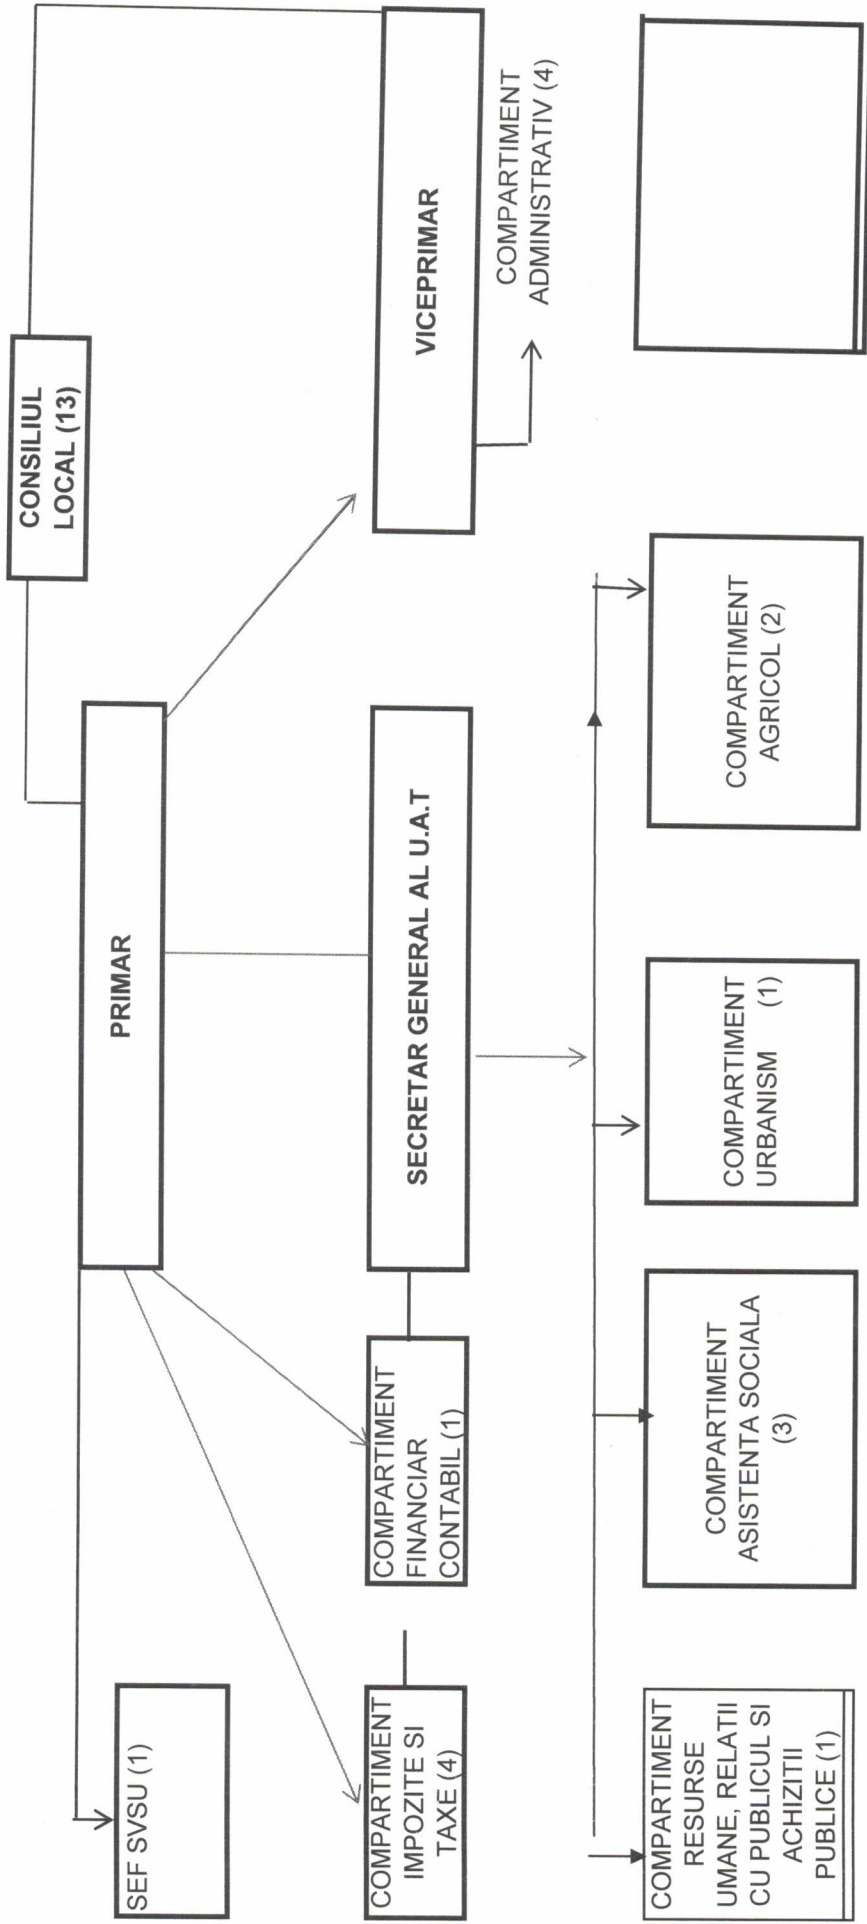 CONSILIUL
LOCAL (13)
PRIMAR
SEF SVSU (1)
VICEPRIMAR
SECRETAR GENERAL AL U.A.T
COMPARTIMENT
FINANCIAR
CONTABIL (1)
COMPARTIMENT
IMPOZITE SI
TAXE (4)
COMPARTIMENT
ADMINISTRATIV (4)
COMPARTIMENT
RESURSE
UMANE, RELATII
CU PUBLICUL SI
ACHIZITII
PUBLICE (1)
COMPARTIMENT
ASISTENTA SOCIALA
(3)
COMPARTIMENT
URBANISM (1)
COMPARTIMENT
AGRICOL (2)